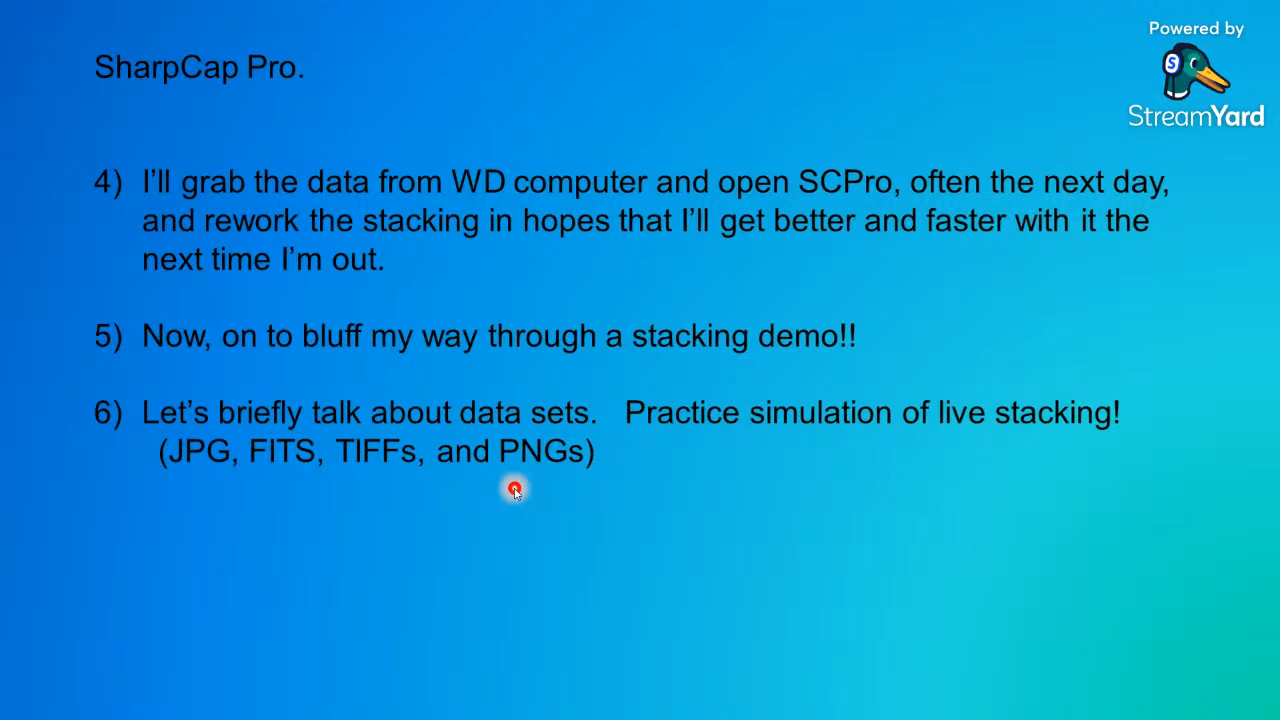 Powered by
S
StreamYard
SharpCap Pro.
4) I’ll grab the data from WD computer and open SCPro, often the next day,
and rework the stacking in hopes that I’ll get better and faster with it the
next time I’m out.
5) Now, on to bluff my way through a stacking demo!!
6) Let’s briefly talk about data sets. Practice simulation of live stacking!
(JPG, FITS, TIFFs, and PNGs)